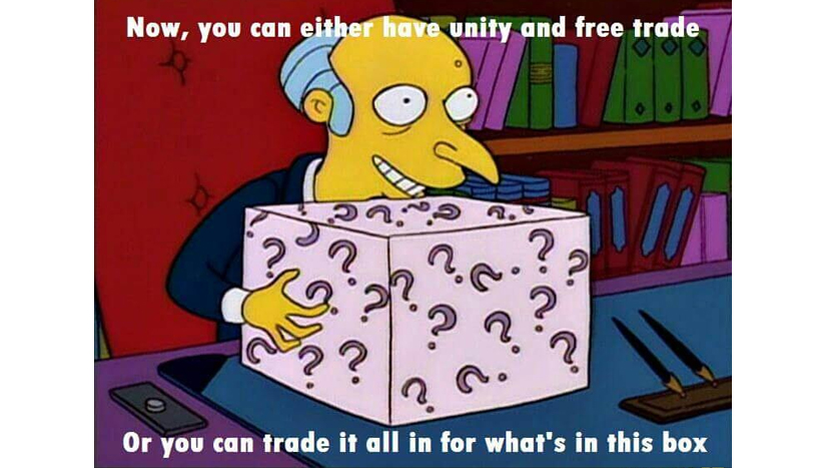 Now, you can either have unity and free trade
Or you can trade it all in for what's in this box